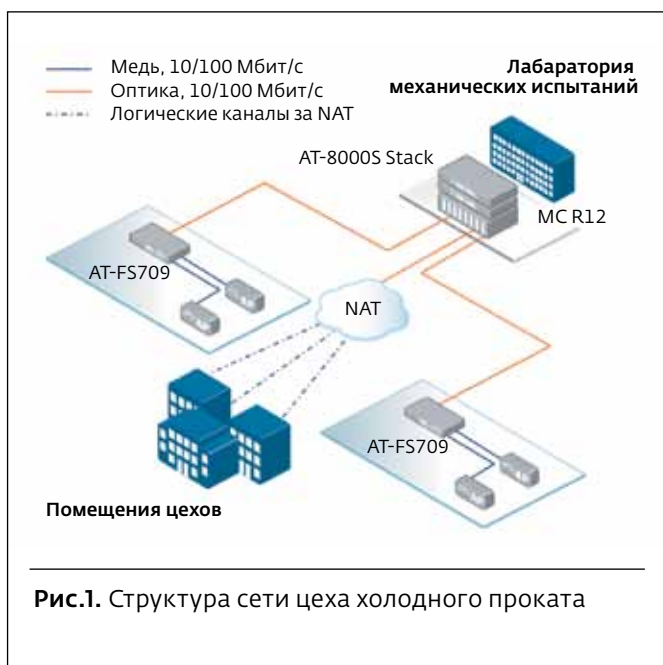 Медь, 10/100 Мбит/с
Оптика, 10/100 Мбит/с
Логические каналы за NAT
Лабаратория
механических испытаний
AT-8000S Stack
MC R12
AT-FS709
NAT
AT-FS709
Помещения цехов
Рис.1. Структура сети цеха холодного проката